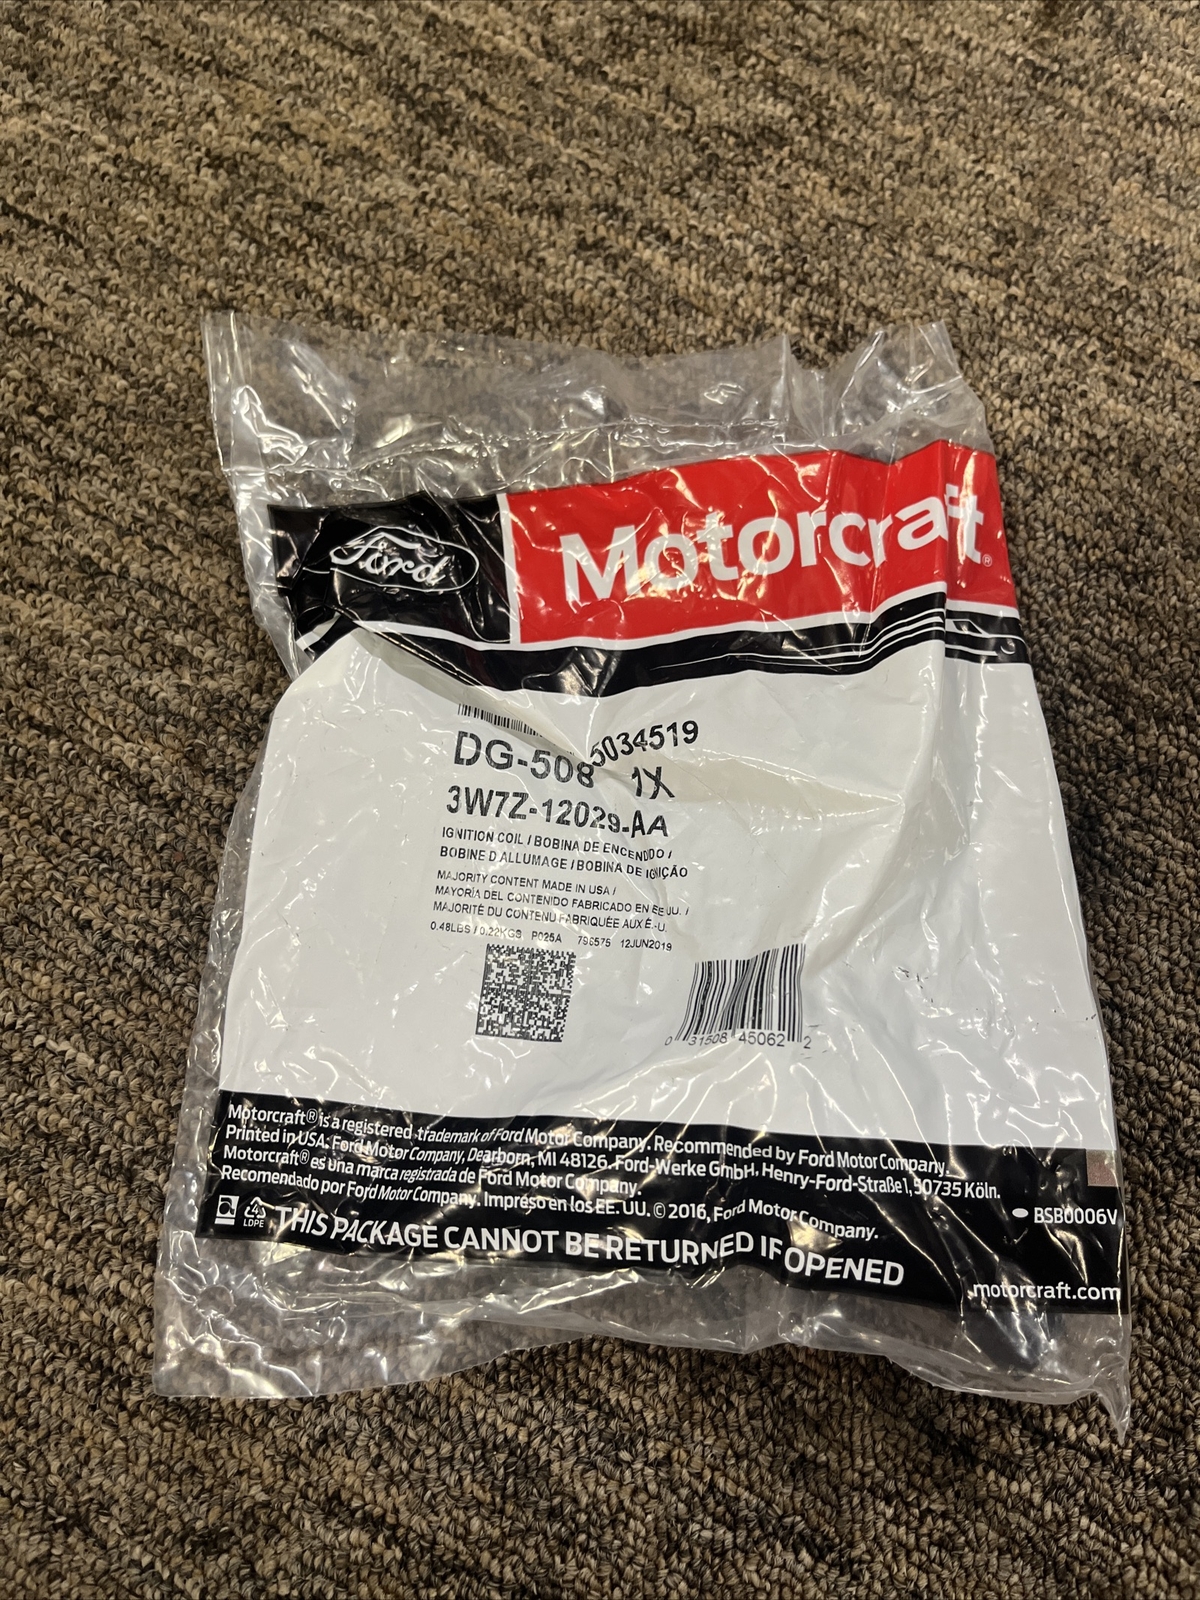 Ford
Motorcraft®
5034519
DG-508 1X
3W7Z-12029-AA
IGNITION COIL / BOBINA DE ENCENDIDO /
BOBINE D'ALLUMAGE / BOBINA DE IGNIÇÃO
MAJORITY CONTENT MADE IN USA /
MAYORÍA DEL CONTENIDO FABRICADO EN EE.UU. /
MAJORITÉ DU CONTENU FABRIQUÉE AUX É.-U.
0.48LBS / 0.22KGS P025A 796575 12JUN2019
0 31508 45062 2
Motorcraft® is a registered trademark of Ford Motor Company. Recommended by Ford Motor Company.
Printed in USA: Ford Motor Company, Dearborn, MI 48126. Ford-Werke GmbH, Henry-Ford-Straße 1, 50735 Köln.
Motorcraft® es una marca registrada de Ford Motor Company.
Recomendado por Ford Motor Company. Impreso en los EE. UU. © 2016, Ford Motor Company.
4
LDPE
BSB0006V
THIS PACKAGE CANNOT BE RETURNED IF OPENED
motorcraft.com